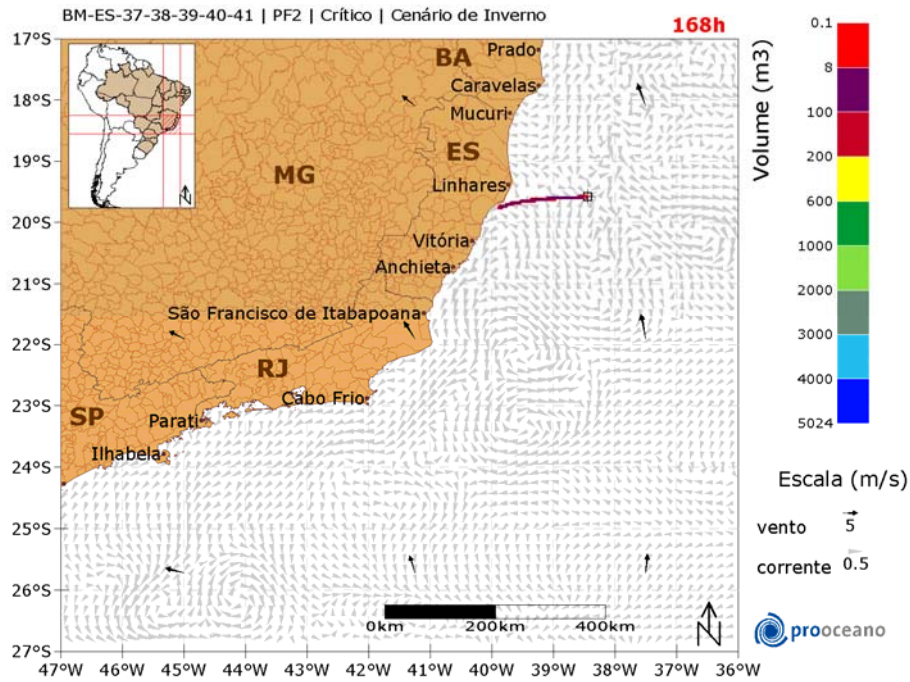 BM-ES-37-38-39-40-41 | PF2 | Crítico | Cenário de Inverno
168h
17°S
18°S
19°S
20°S
21°S
22°S
23°S
24°S
25°S
26°S
27°S
BA
Prado
Caravelas
Mucuri
ES
MG
Linhares
Vitória
Anchieta
São Francisco de Itabapoana
RJ
Cabo Frio
SP
Parati
Ilhabela
N
0km 200km 400km
N
47°W 46°W 45°W 44°W 43°W 42°W 41°W 40°W 39°W 38°W 37°W 36°W
Volume (m3)
0.1
8
100
200
600
1000
2000
3000
4000
5024
Escala (m/s)
vento 5
corrente 0.5
prooceano